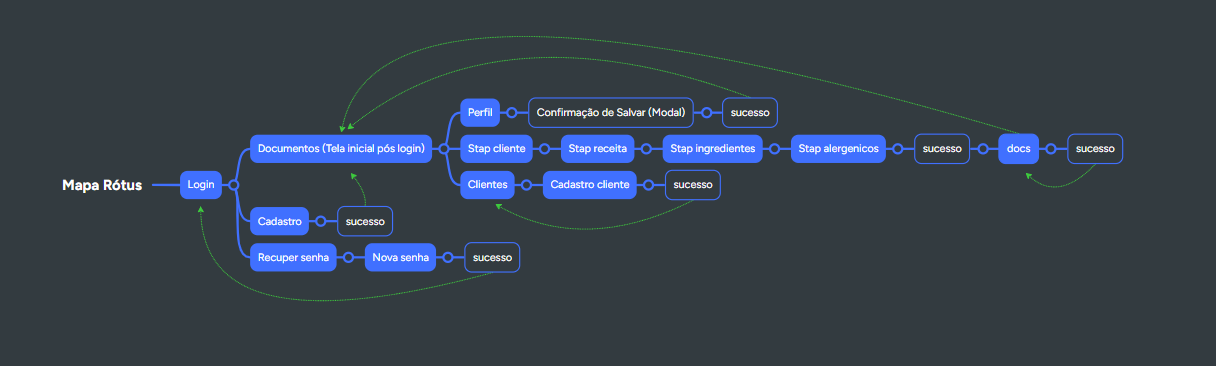 Perfil
Confirmação de Salvar (Modal)
sucesso
Documentos (Tela inicial pós login)
Stap cliente
Stap receita
Stap ingredientes
Stap alergenicos
sucesso
docs
sucesso
Mapa Rótus
Login
Clientes
Cadastro cliente
sucesso
Cadastro
sucesso
Recuper senha
Nova senha
sucesso